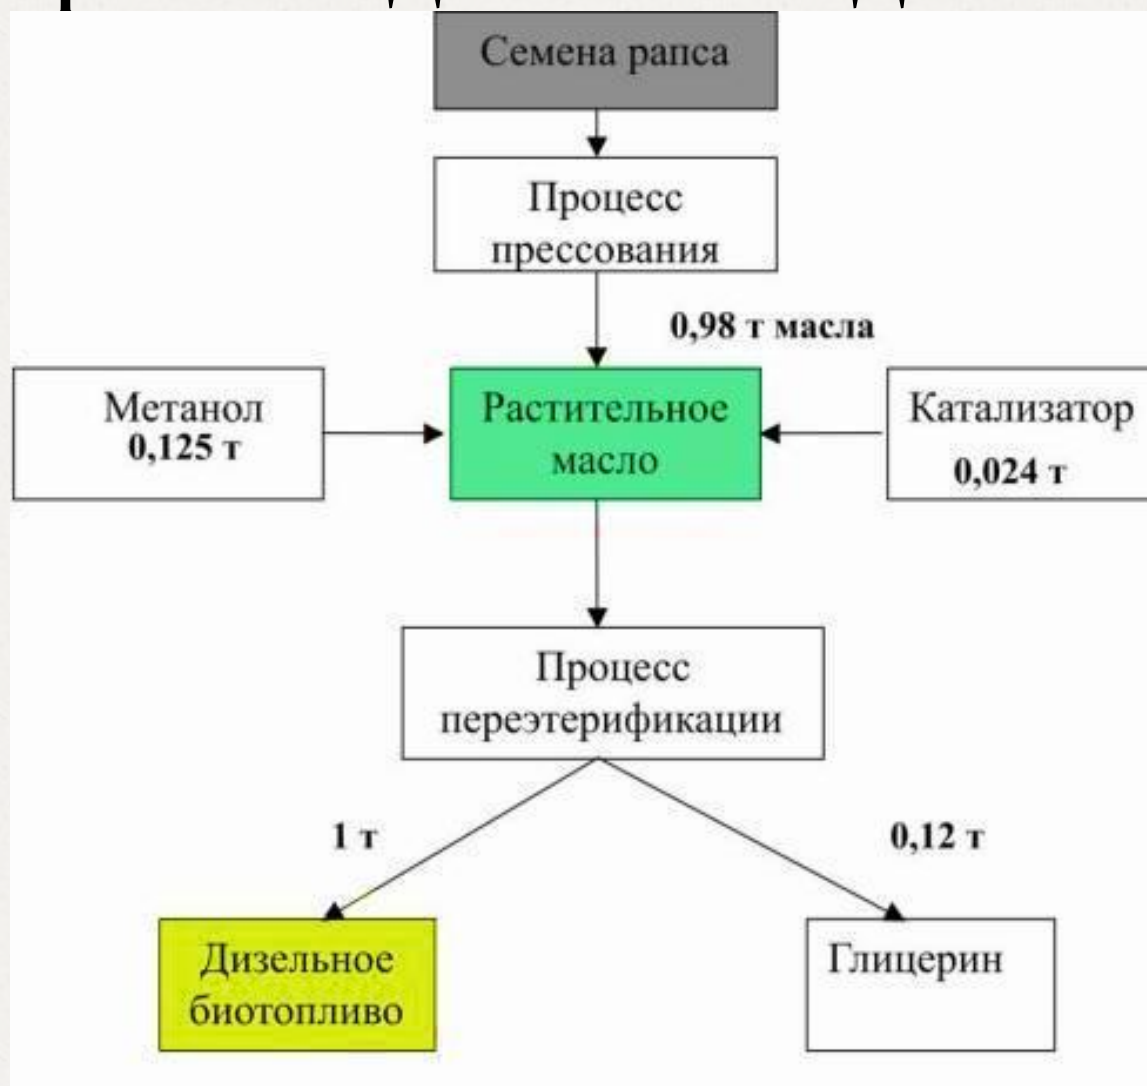 Семена рапса
Процесс
прессования
0,98 т масла
Метанол
0,125 т
Растительное
масло
Катализатор
0,024 т
Процесс
переэтерификации
1 т
0,12 т
Дизельное
биотопливо
Глицерин